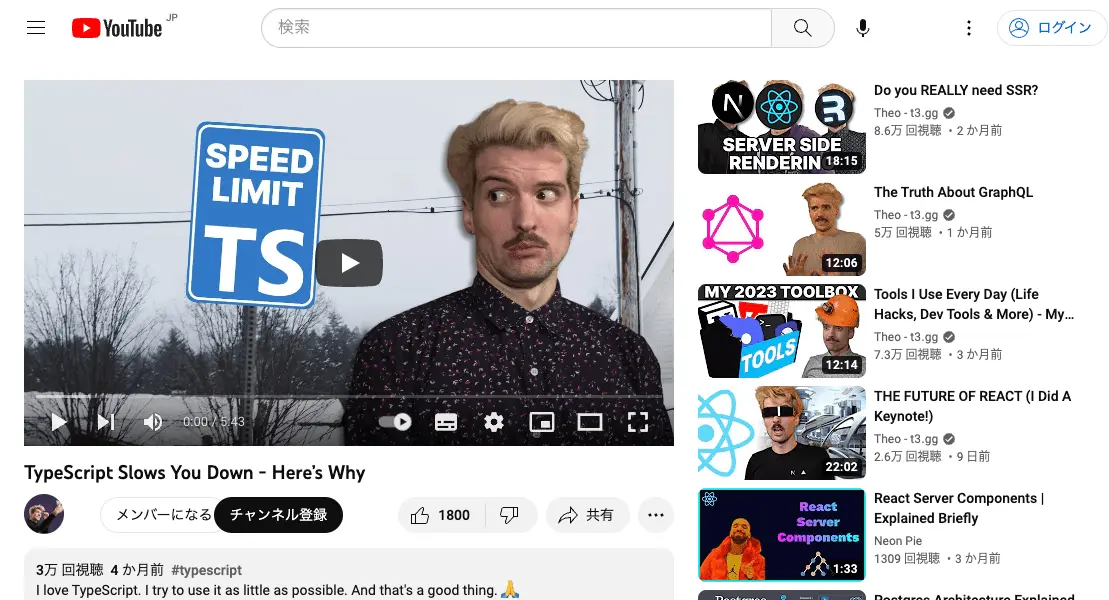 YouTube JP
検索
ログイン
SPEED
LIMIT
TS
0:00 / 5:43
TypeScript Slows You Down - Here's Why
メンバーになる
チャンネル登録
1800
共有
3万 回視聴 4 か月前 #typescript
I love TypeScript. I try to use it as little as possible. And that's a good thing. 🙏
N
R
SERVER SIDE
RENDERIN
18:15
Do you REALLY need SSR?
Theo - t3․gg
8.6万 回視聴 ・2 か月前
12:06
The Truth About GraphQL
Theo - t3․gg
5万 回視聴 ・1 か月前
MY 2023 TOOLBOX
TOOLS
12:14
Tools I Use Every Day (Life
Hacks, Dev Tools & More) - My…
Theo - t3․gg
7.3万 回視聴 ・3 か月前
22:02
THE FUTURE OF REACT (I Did A
Keynote!)
Theo - t3․gg
2.6万 回視聴 ・9 日前
React
Server
Components
1:33
React Server Components |
Explained Briefly
Neon Pie
1309 回視聴 ・3 か月前
Postgres
Postgres Architecture Explained